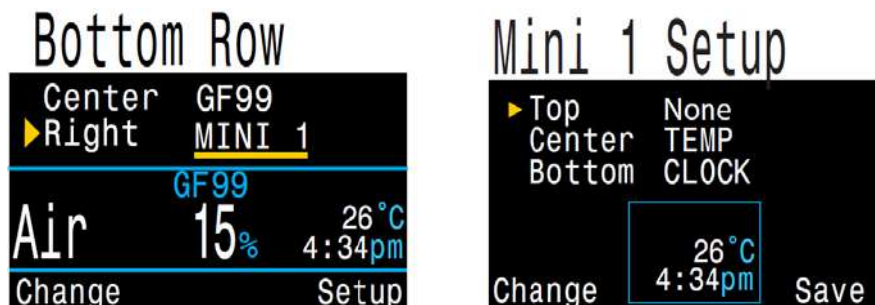 Bottom Row
Center GF99
Right MINI 1
GF99
Air 15% 26°C
4:34pm
Change Setup
Mini 1 Setup
Top None
Center TEMP
Bottom CLOCK
26°C
4:34pm
Change Save